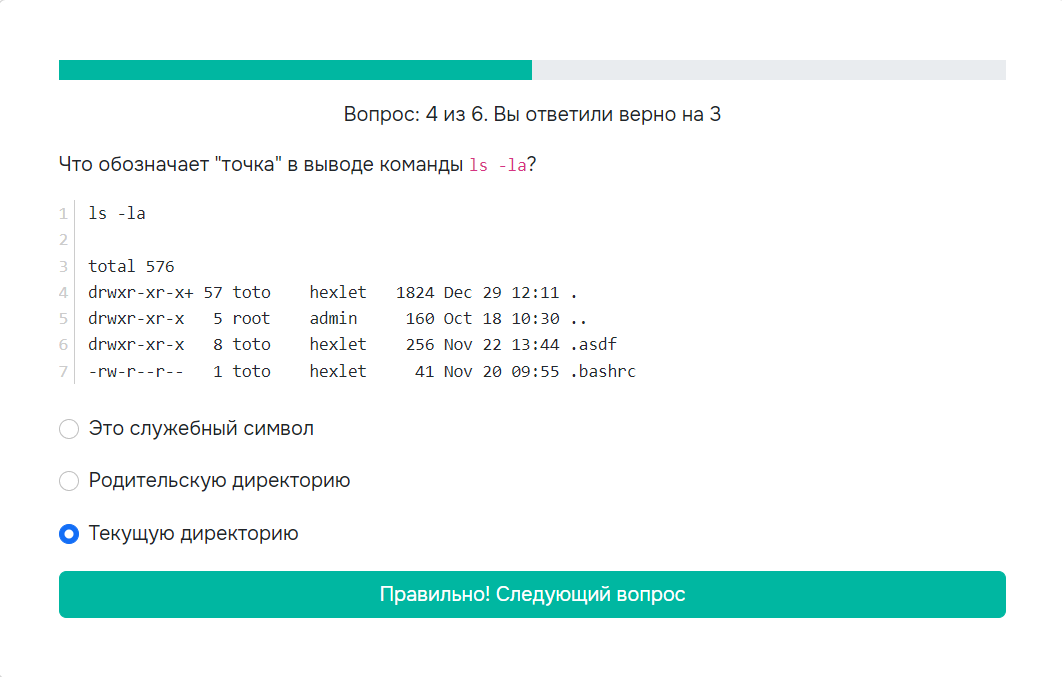 Вопрос: 4 из 6. Вы ответили верно на 3
Что обозначает "точка" в выводе команды ls -la?
1 ls -la
2
3 total 576
4 drwxr-xr-x+ 57 toto    hexlet   1824 Dec 29 12:11 .
5 drwxr-xr-x   5 root    admin     160 Oct 18 10:30 ..
6 drwxr-xr-x   8 toto    hexlet    256 Nov 22 13:44 .asdf
7 -rw-r--r--   1 toto    hexlet     41 Nov 20 09:55 .bashrc
Это служебный символ
Родительскую директорию
Текущую директорию
Правильно! Следующий вопрос